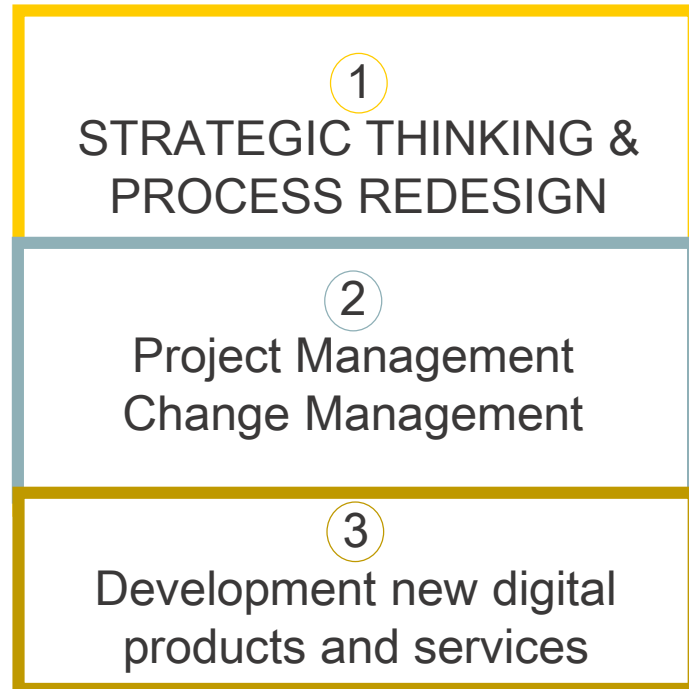 1
STRATEGIC THINKING &
PROCESS REDESIGN
2
Project Management
Change Management
3
Development new digital
products and services